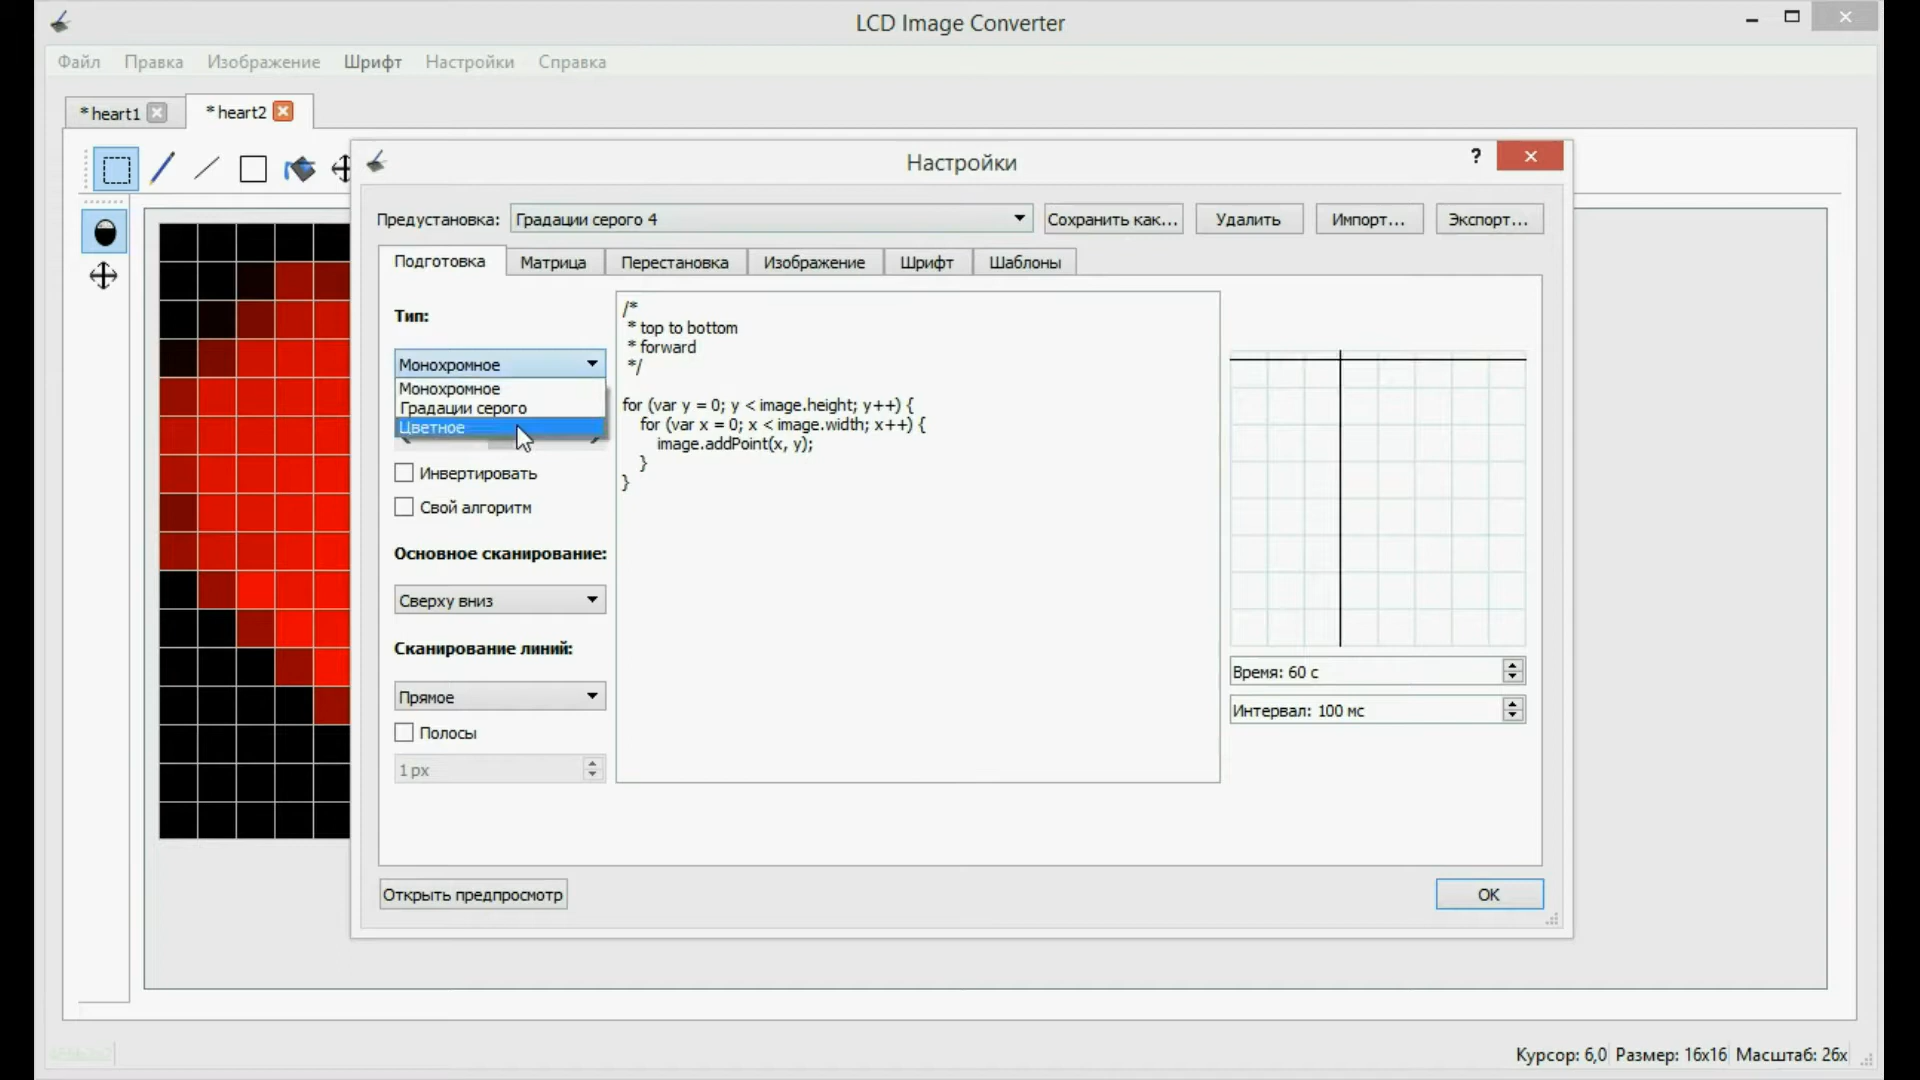 LCD Image Converter
Файл Правка Изображение Шрифт Настройки Справка
*heart1 *heart2
Настройки
?
Предустановка: Градации серого 4 Сохранить как... Удалить Импорт... Экспорт...
Подготовка Матрица Перестановка Изображение Шрифт Шаблоны
Тип:
Монохромное
Монохромное
Градации серого
Цветное
Инвертировать
Свой алгоритм
Основное сканирование:
Сверху вниз
Сканирование линий:
Прямое
Полосы
1 px
/*
* top to bottom
* forward
*/
for (var y = 0; y < image.height; y++) {
for (var x = 0; x < image.width; x++) {
image.addPoint(x, y);
}
}
Время: 60 с
Интервал: 100 мс
Открыть предпросмотр
OK
Курсор: 6,0 Размер: 16x16 Масштаб: 26x